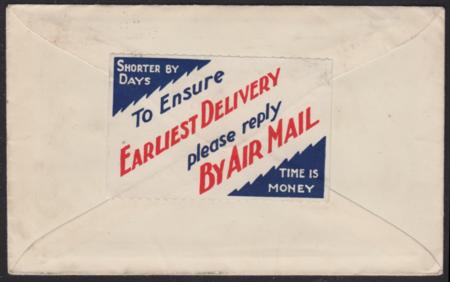 SHORTER BY
DAYS
To Ensure
EARLIEST DELIVERY
please reply
BY AIR MAIL
TIME IS
MONEY